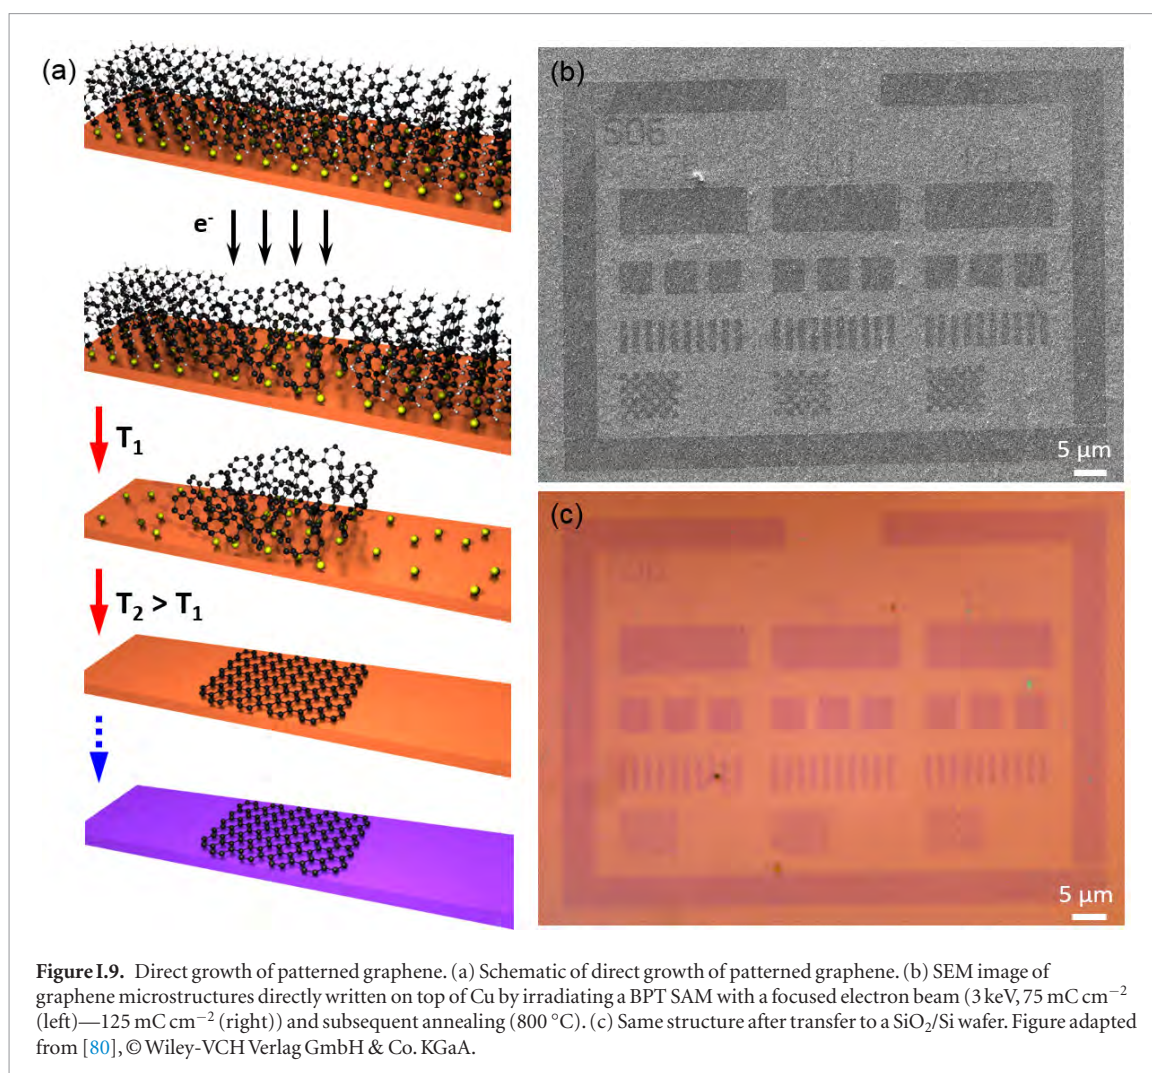 (a)
e-
T1
T2 > T1
(b)
506
5 µm
(c)
5 µm
Figure I.9. Direct growth of patterned graphene. (a) Schematic of direct growth of patterned graphene. (b) SEM image of
graphene microstructures directly written on top of Cu by irradiating a BPT SAM with a focused electron beam (3 keV, 75 mC cm−2
(left)—125 mC cm−2 (right)) and subsequent annealing (800 °C). (c) Same structure after transfer to a SiO2/Si wafer. Figure adapted
from [80], © Wiley-VCH Verlag GmbH & Co. KGaA.